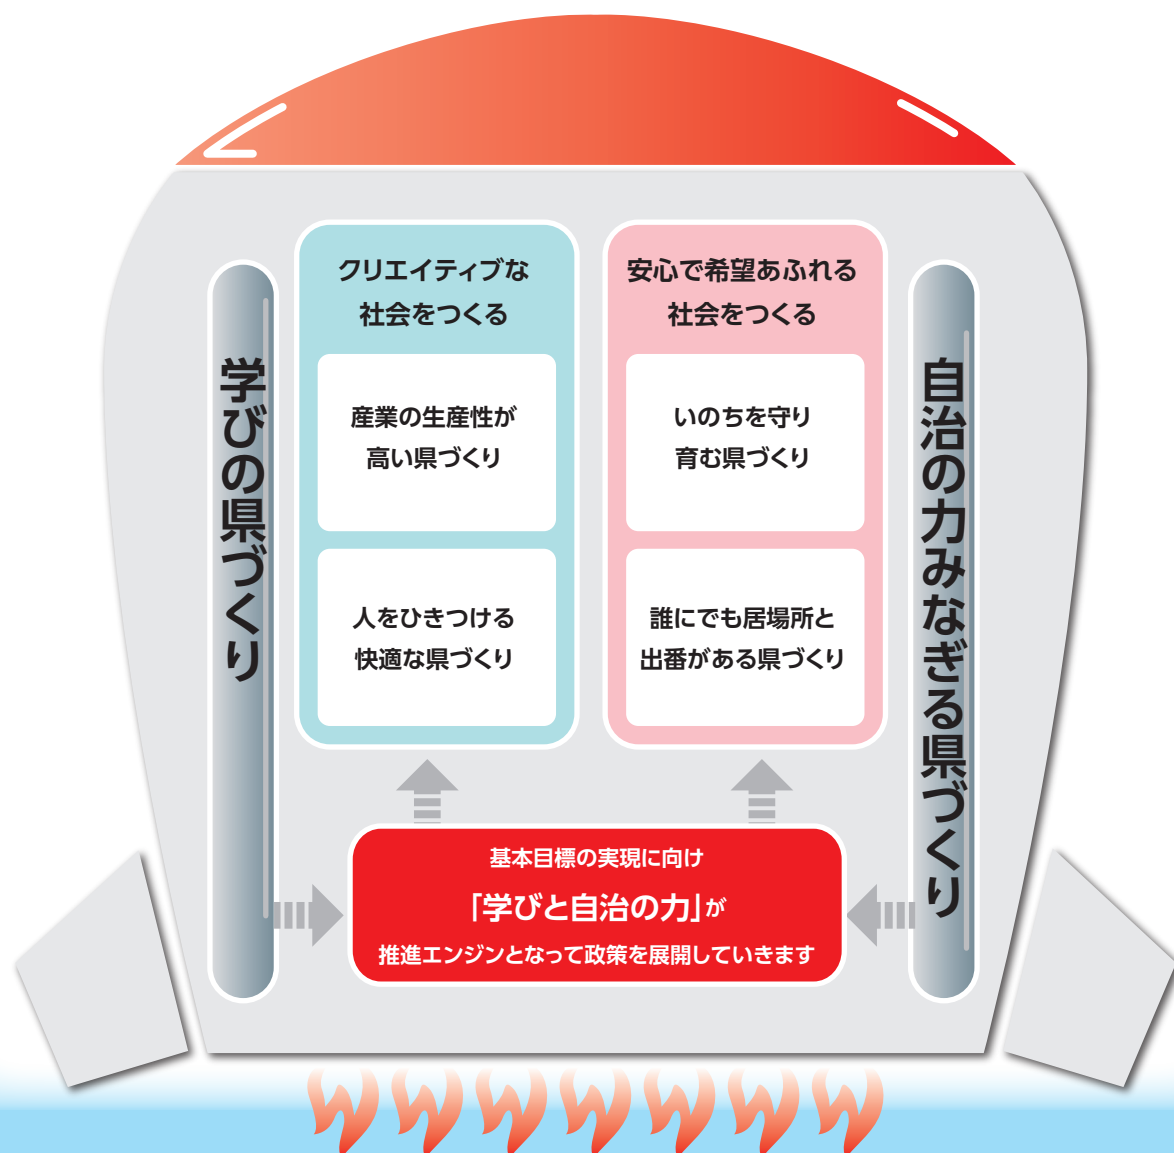 学びの県づくり
クリエイティブな
社会をつくる
産業の生産性が
高い県づくり
人をひきつける
快適な県づくり
安心で希望あふれる
社会をつくる
いのちを守り
育む県づくり
誰にでも居場所と
出番がある県づくり
自治の力みなぎる県づくり
基本目標の実現に向け
「学びと自治の力」が
推進エンジンとなって政策を展開していきます